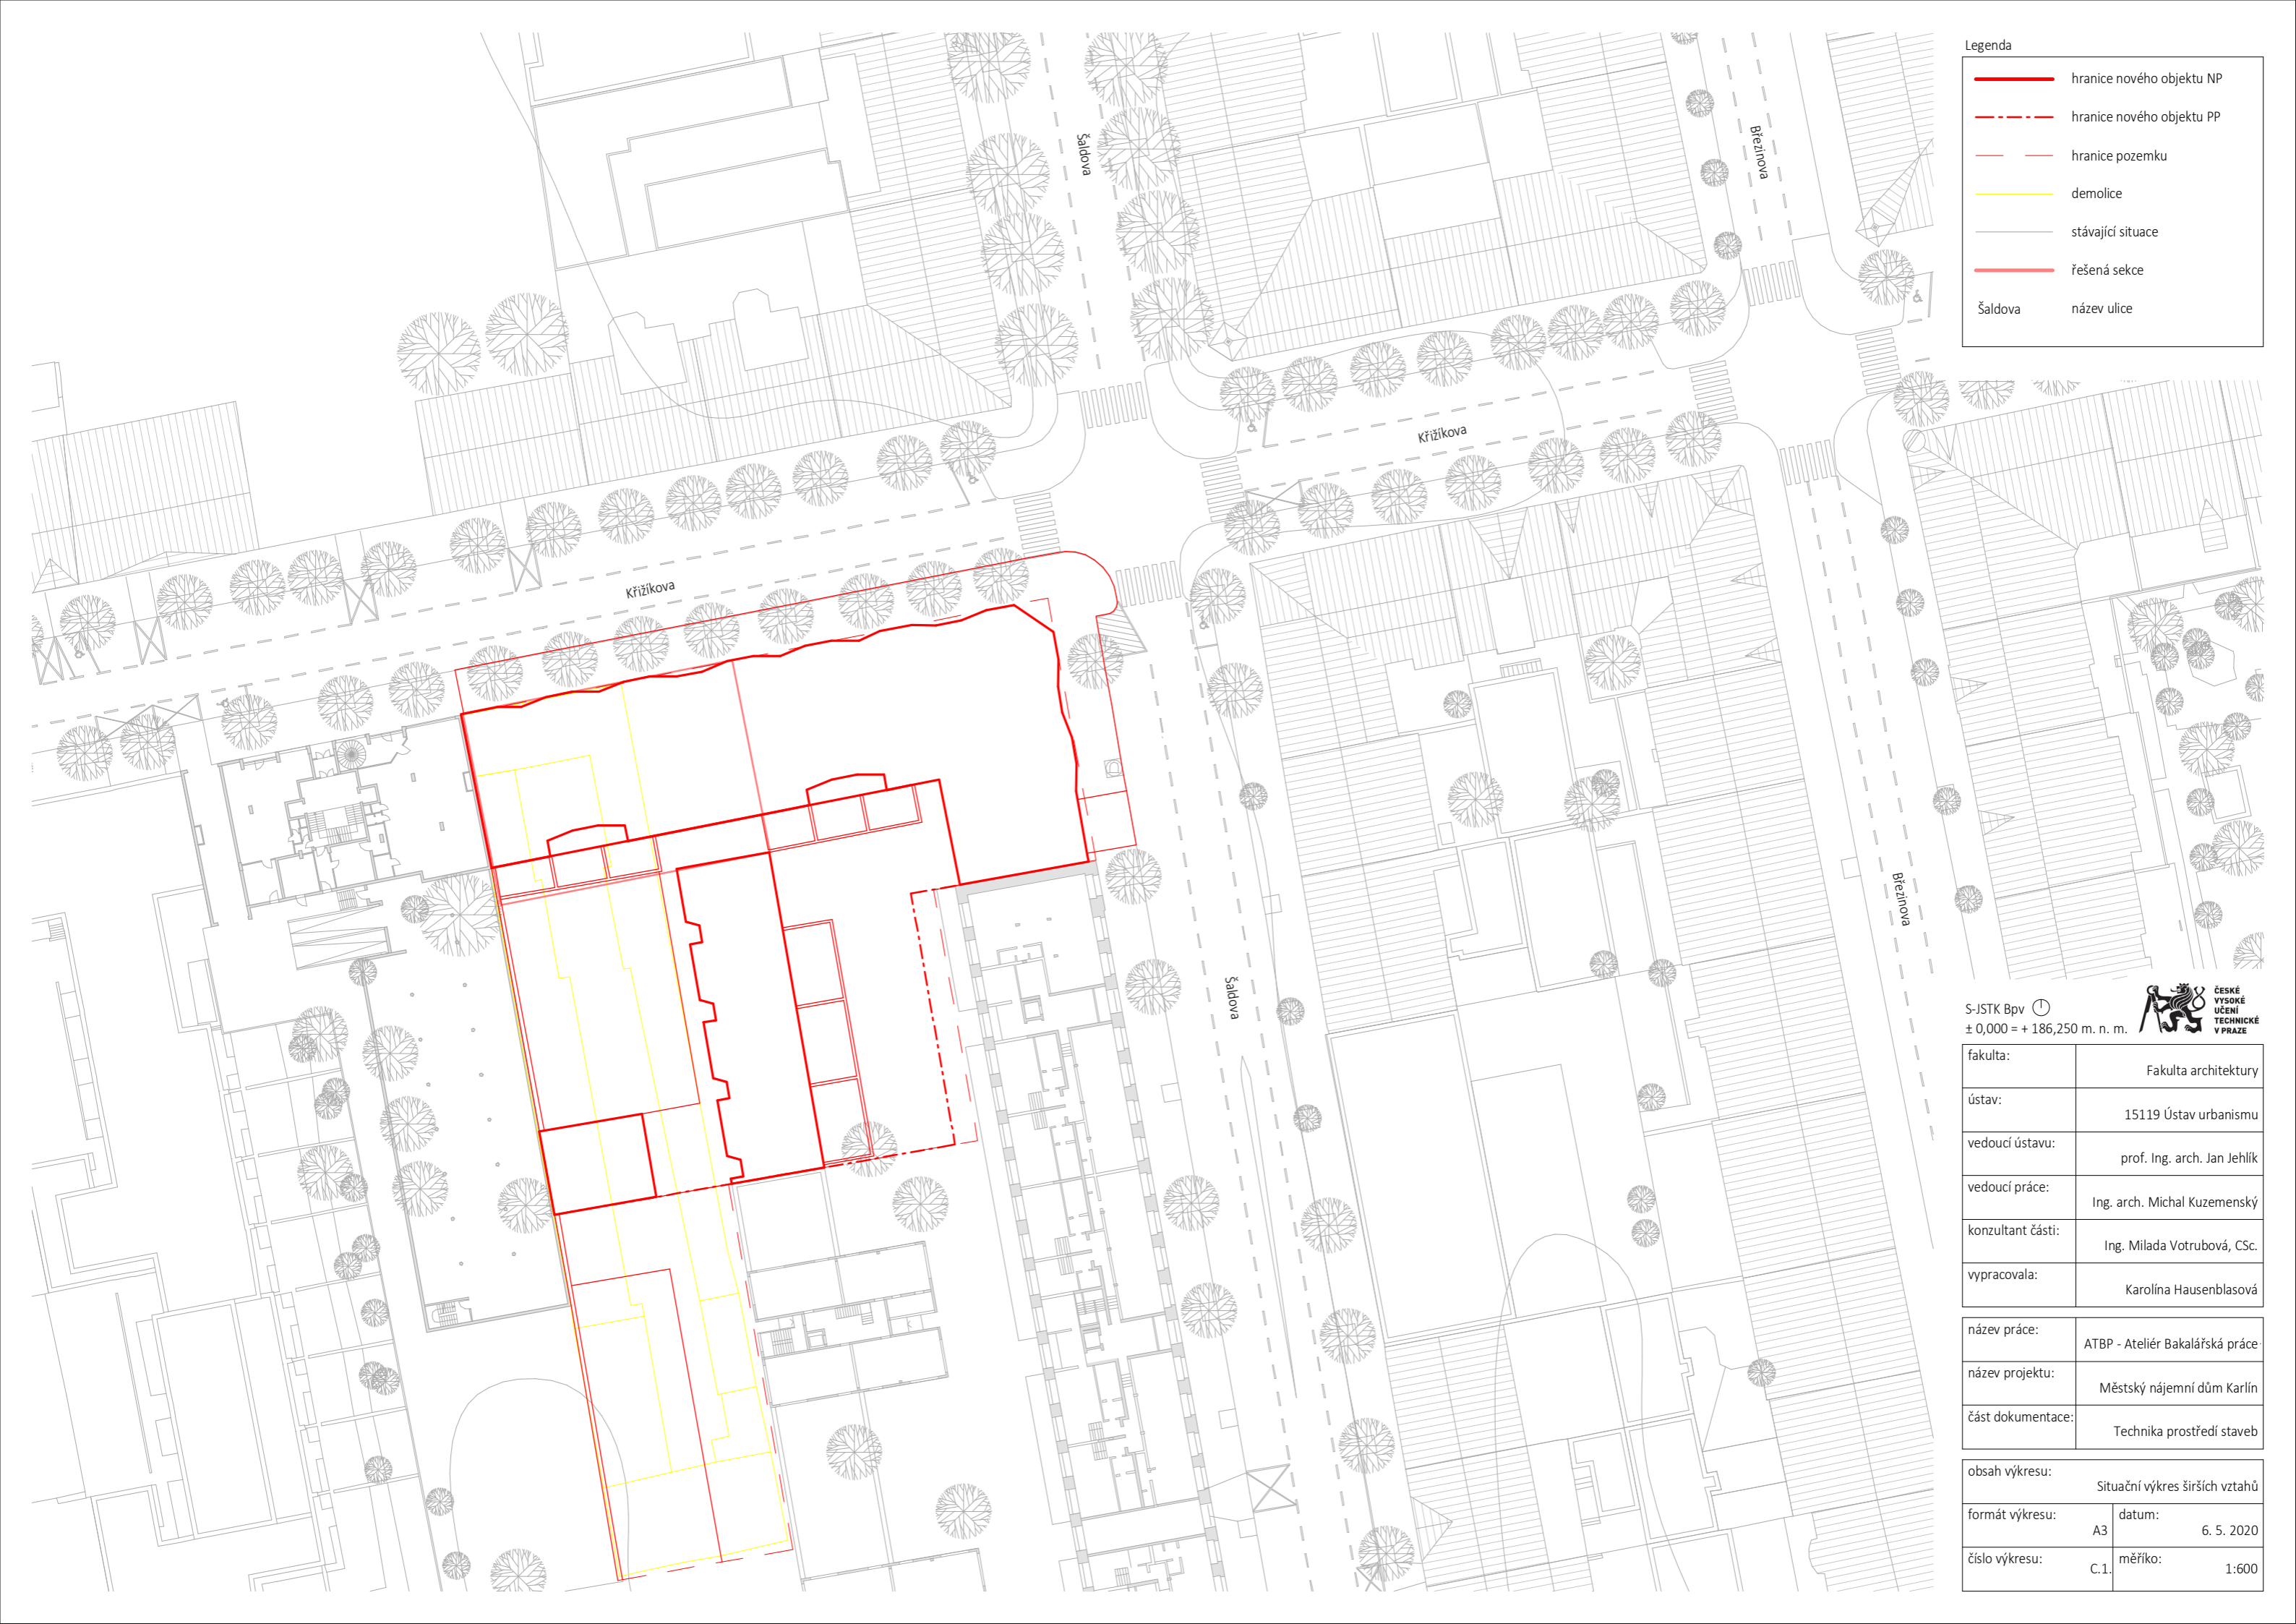 Legenda
hranice nového objektu NP
hranice nového objektu PP
hranice pozemku
demolice
stávající situace
řešená sekce
Šaldova název ulice
Šaldova
Březinova
Křižíkova
Křižíkova
Březinova
Šaldova
S-JSTK Bpv
± 0,000 = + 186,250 m. n. m.
ČESKÉ
VYSOKÉ
UČENÍ
TECHNICKÉ
V PRAZE
fakulta:
Fakulta architektury
ústav:
15119 Ústav urbanismu
vedoucí ústavu:
prof. Ing. arch. Jan Jehlík
vedoucí práce:
Ing. arch. Michal Kuzemenský
konzultant části:
Ing. Milada Votrubová, CSc.
vypracovala:
Karolína Hausenblasová
název práce:
ATBP - Ateliér Bakalářská práce
název projektu:
Městský nájemní dům Karlín
část dokumentace:
Technika prostředí staveb
obsah výkresu:
Situační výkres širších vztahů
formát výkresu:
A3
datum:
6. 5. 2020
číslo výkresu:
C.1.
měříko:
1:600